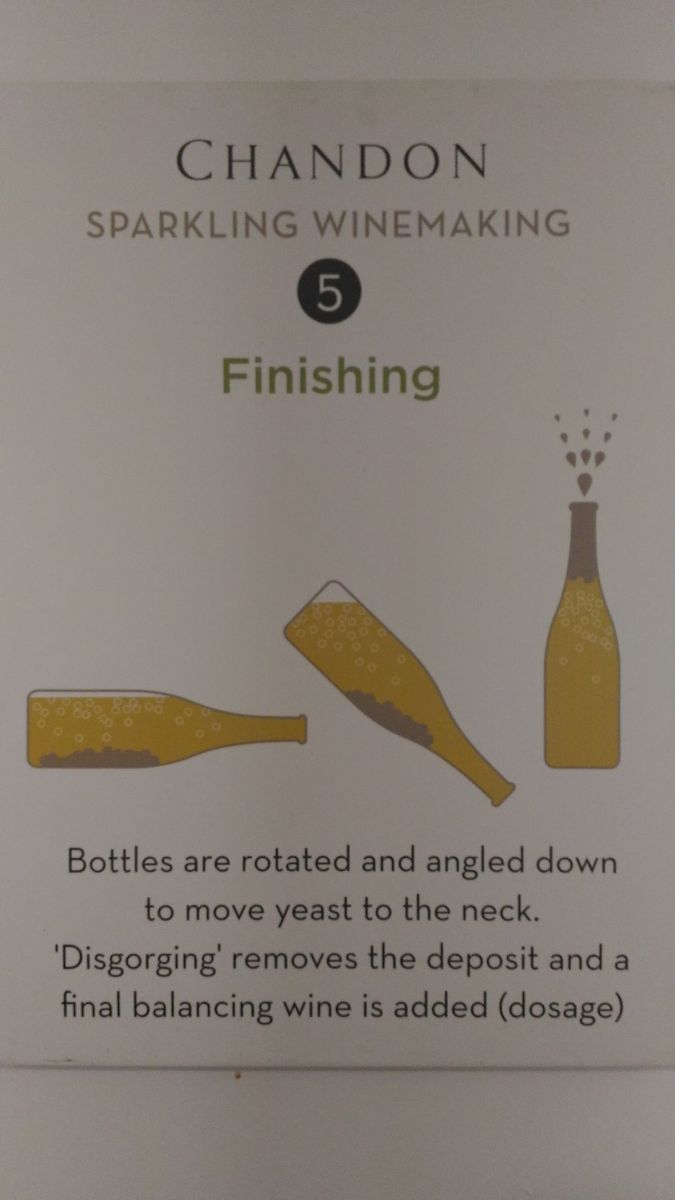 CHANDON
SPARKLING WINEMAKING
5
Finishing
Bottles are rotated and angled down
to move yeast to the neck.
'Disgorging' removes the deposit and a
final balancing wine is added (dosage)